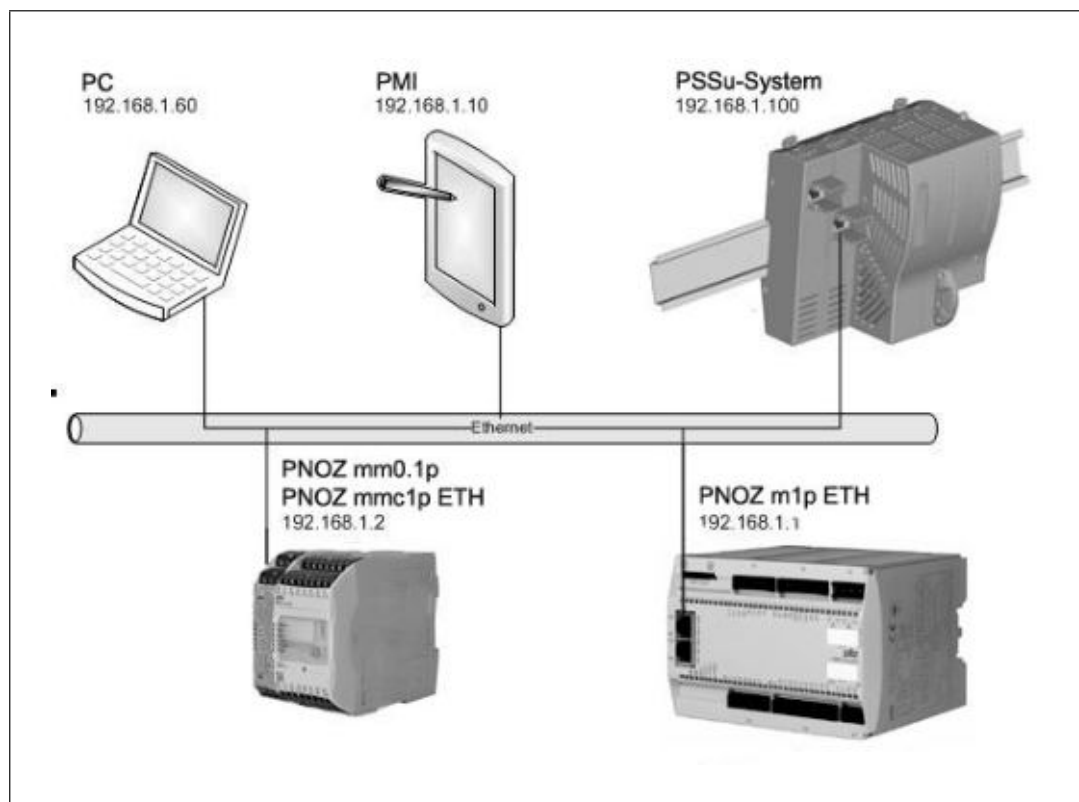 PC
192.168.1.60
PMI
192.168.1.10
PSSu-System
192.168.1.100
Ethernet
PNOZ mm0.1p
PNOZ mmc1p ETH
192.168.1.2
PNOZ m1p ETH
192.168.1.1